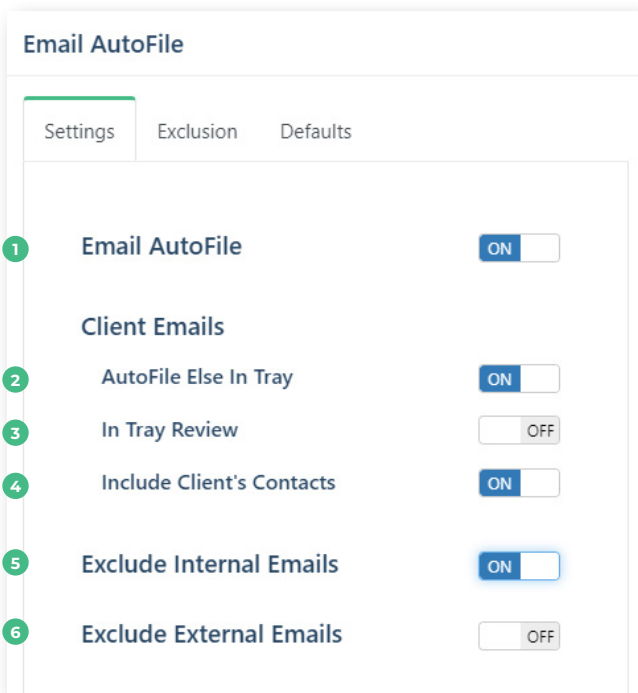 Email AutoFile
Settings Exclusion Defaults
1 Email AutoFile ON
Client Emails
2 AutoFile Else In Tray ON
3 In Tray Review OFF
4 Include Client's Contacts ON
5 Exclude Internal Emails ON
6 Exclude External Emails OFF